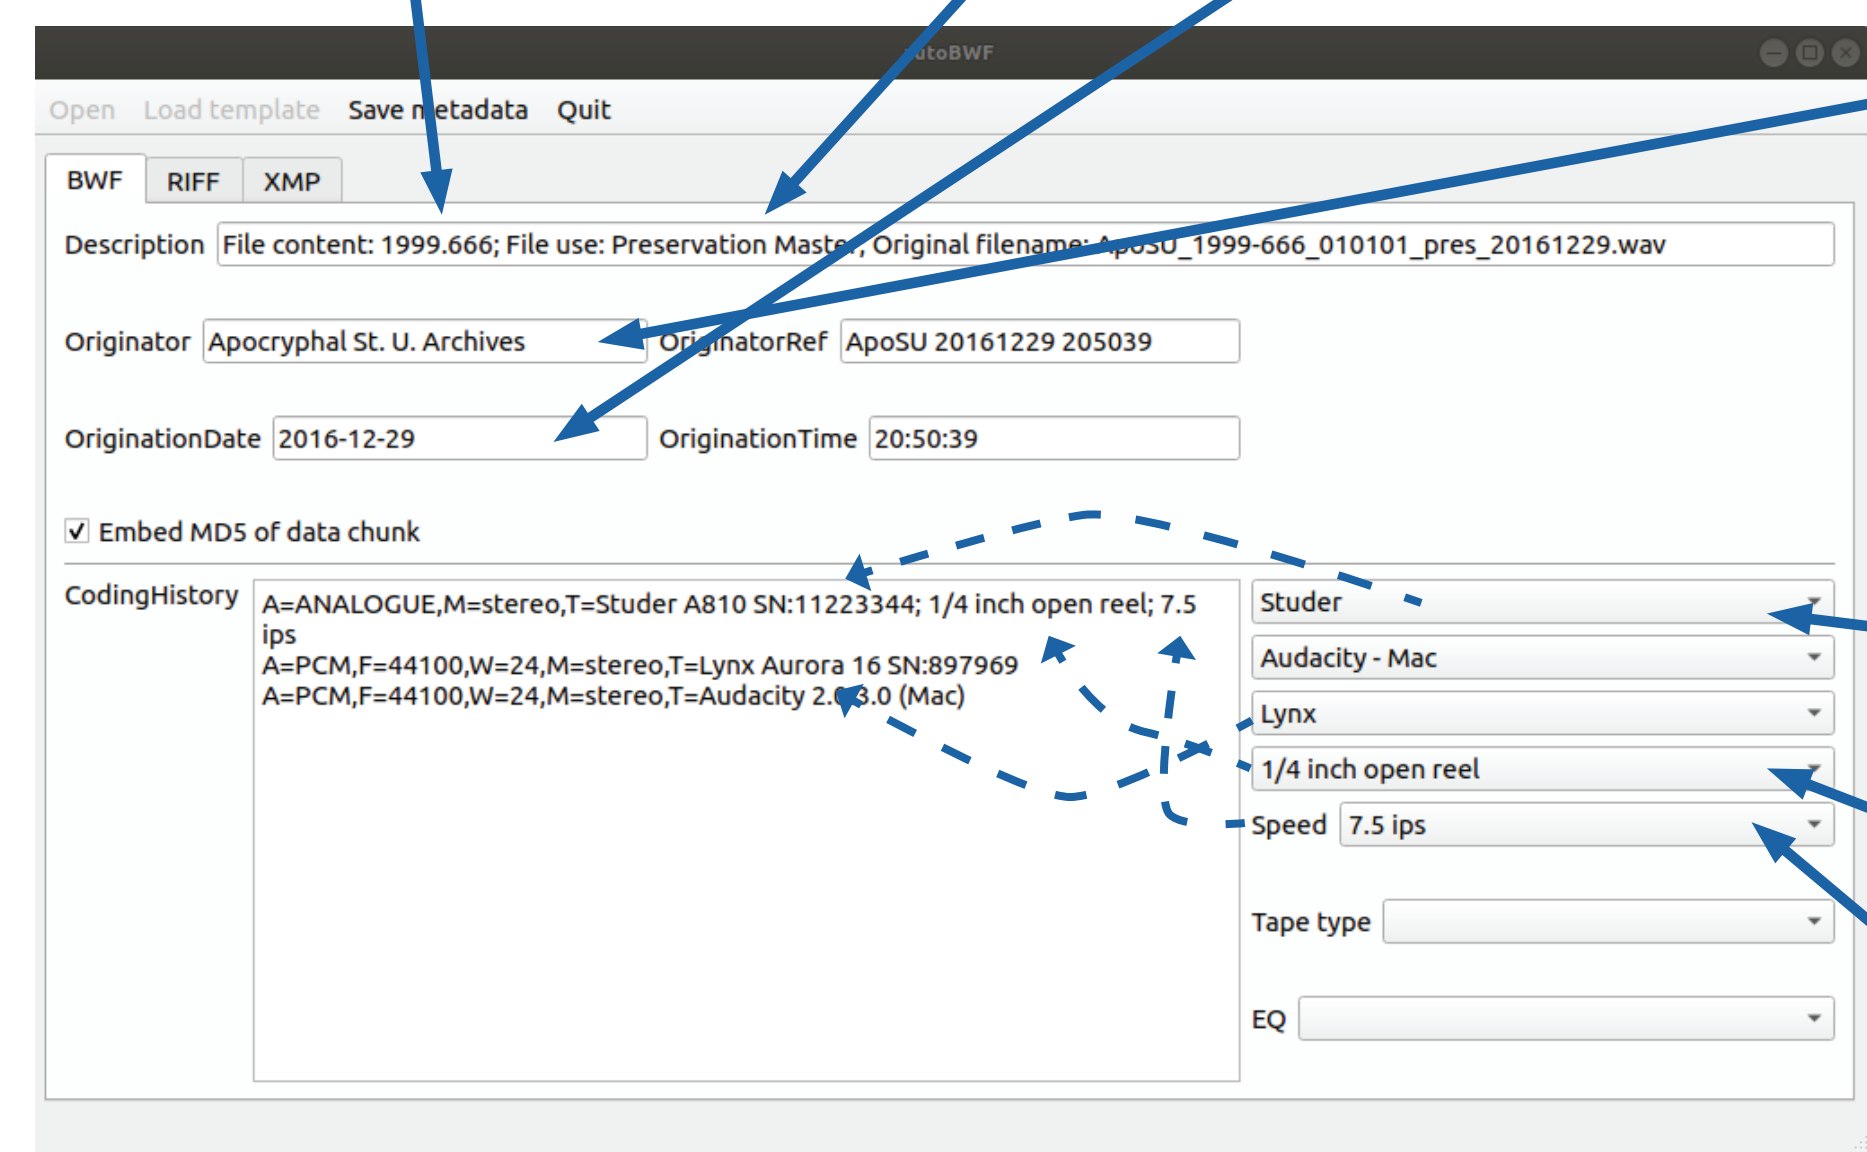 utoBWF
Open Load template Save metadata Quit
BWF RIFF XMP
Description File content: 1999.666; File use: Preservation Master; Original filename: ApoSU_1999-666_010101_pres_20161229.wav
Originator Apocryphal St. U. Archives OriginatorRef ApoSU 20161229 205039
OriginationDate 2016-12-29 OriginationTime 20:50:39
Embed MD5 of data chunk
CodingHistory
A=ANALOGUE,M=stereo,T=Studer A810 SN:11223344; 1/4 inch open reel; 7.5
ips
A=PCM,F=44100,W=24,M=stereo,T=Lynx Aurora 16 SN:897969
A=PCM,F=44100,W=24,M=stereo,T=Audacity (Mac)
Studer
Audacity - Mac
Lynx
1/4 inch open reel
Speed 7.5 ips
Tape type
EQ